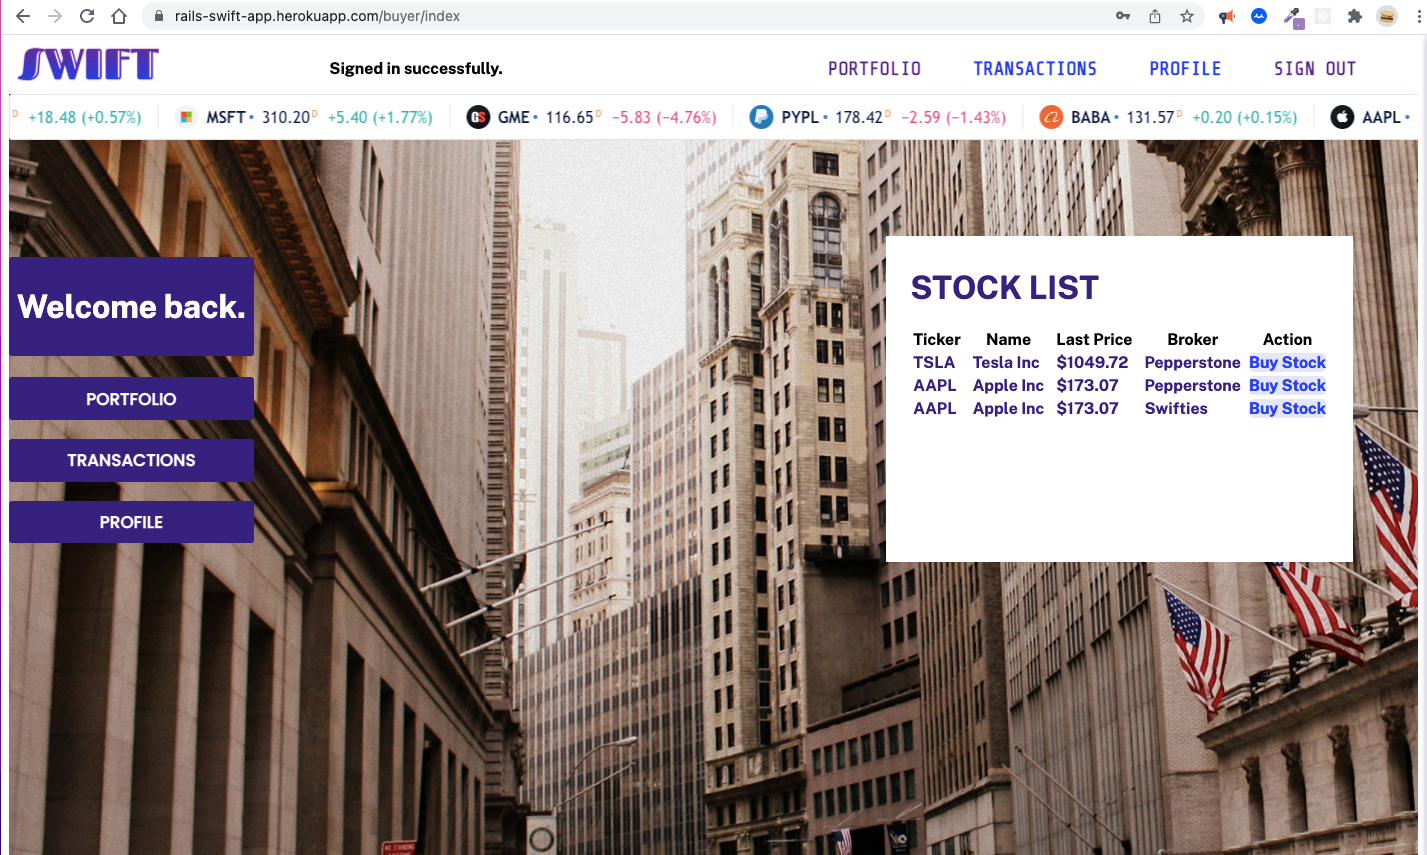 rails-swift-app.herokuapp.com/buyer/index
SWIFT
Signed in successfully.
PORTFOLIO TRANSACTIONS PROFILE SIGN OUT
D +18.48 (+0.57%) MSFT • 310.20 D +5.40 (+1.77%) GME • 116.65 D −5.83 (−4.76%) PYPL • 178.42 D −2.59 (−1.43%) BABA • 131.57 D +0.20 (+0.15%) AAPL •
Welcome back.
PORTFOLIO
TRANSACTIONS
PROFILE
STOCK LIST
Ticker Name Last Price Broker Action
TSLA Tesla Inc $1049.72 Pepperstone Buy Stock
AAPL Apple Inc $173.07 Pepperstone Buy Stock
AAPL Apple Inc $173.07 Swifties Buy Stock
NO STANDING